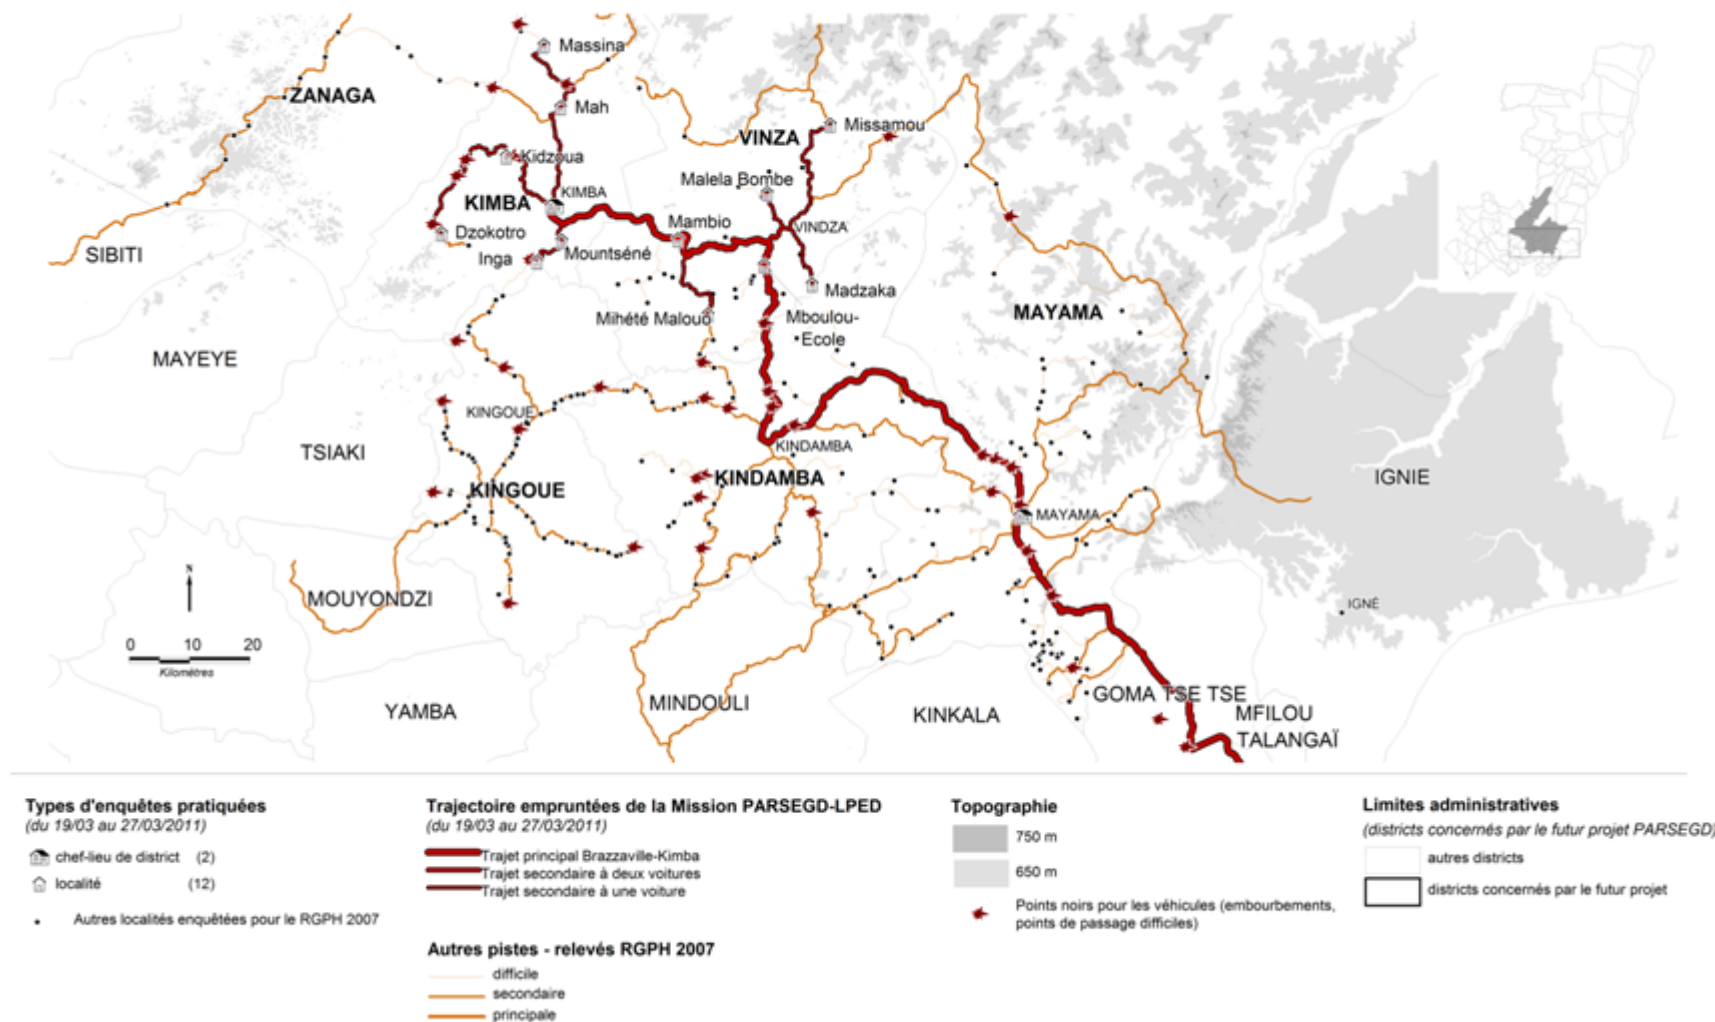 Massina
ZANAGA
Mah
VINZA
Missamou
Kidzoua
Malela Bombe
KIMBA
KIMBA
Mambio
VINDZA
Dzokotro
SIBITI
Inga
Mountséné
Madzaka
Mihété Malouo
Mboulou-
Ecole
MAYAMA
MAYEYE
KINGOUE
KINDAMBA
TSIAKI
KINGOUE
KINDAMBA
IGNIE
MAYAMA
N
MOUYONDZI
IGNÉ
0 10 20
Kilomètres
YAMBA
MINDOULI
KINKALA
GOMA TSE TSE
MFILOU
TALANGAÏ
Types d'enquêtes pratiquées
(du 19/03 au 27/03/2011)
chef-lieu de district (2)
localité (12)
Autres localités enquêtées pour le RGPH 2007
Trajectoire empruntées de la Mission PARSEGD-LPED
(du 19/03 au 27/03/2011)
Trajet principal Brazzaville-Kimba
Trajet secondaire à deux voitures
Trajet secondaire à une voiture
Autres pistes - relevés RGPH 2007
difficile
secondaire
principale
Topographie
750 m
650 m
Points noirs pour les véhicules (embourbements,
points de passage difficiles)
Limites administratives
(districts concernés par le futur projet PARSEGD)
autres districts
districts concernés par le futur projet